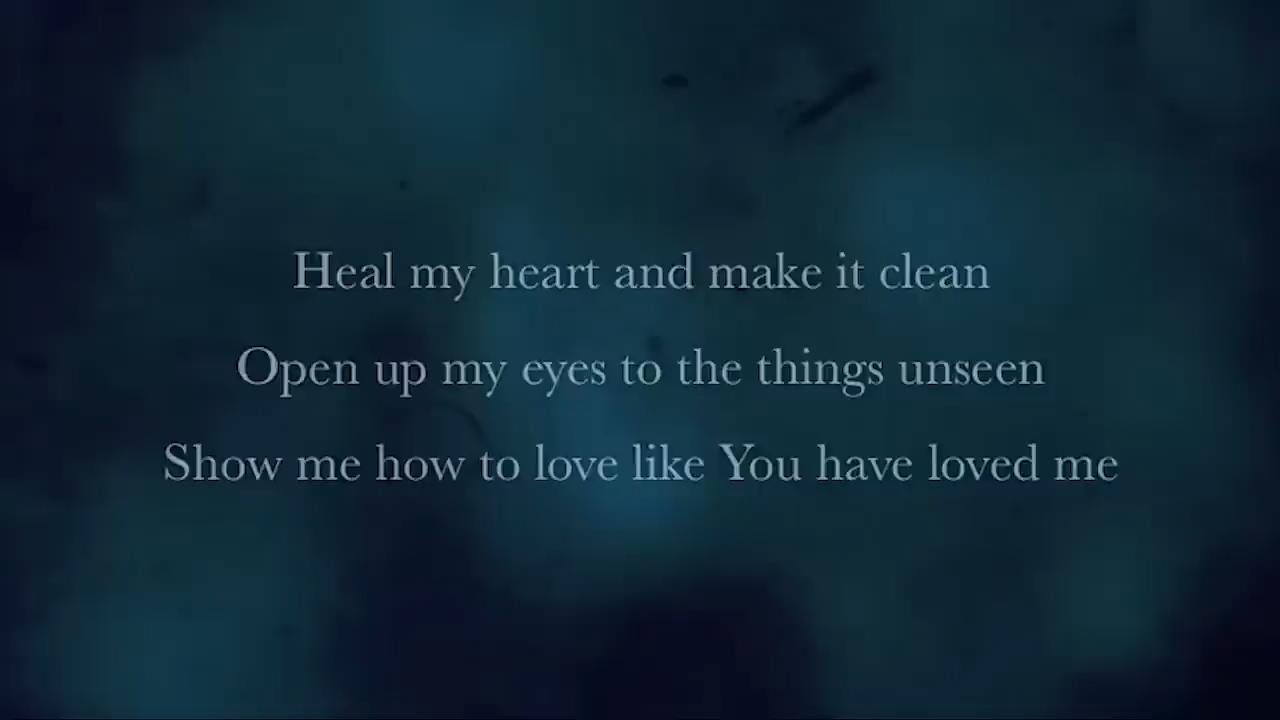 Heal my heart and make it clean
Open up my eyes to the things unseen
Show me how to love like You have loved me